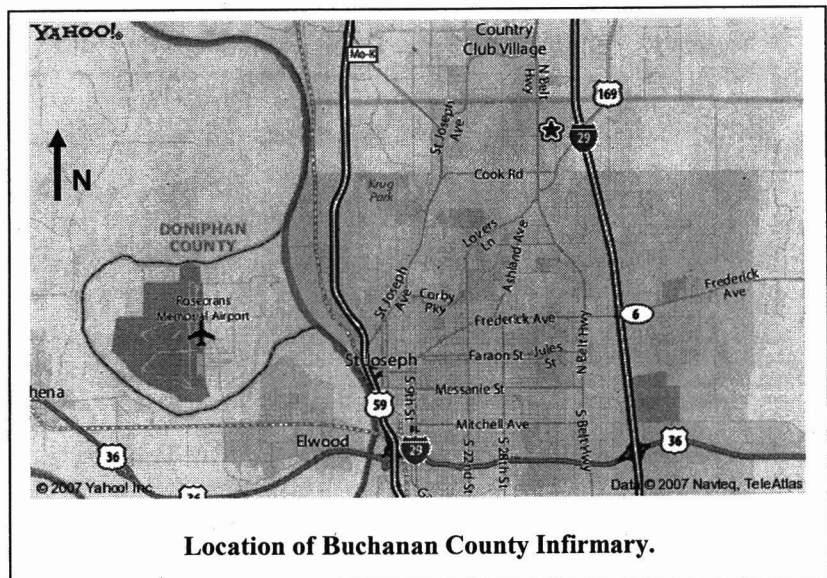 YAHOO!®
Country
Club Village
Mo-K
N Belt
Hwy
169
St Joseph
Ave
29
N
Cook Rd
Krug
Park
DONIPHAN
COUNTY
Lovers
Ln
Ashland Ave
Rosecrans
Memorial Airport
St Joseph
Ave
Corby
Pky
Frederick
Ave
Frederick Ave
6
N Belt Hwy
St Joseph
Faraon St
Jules
St
hena
59
S 9th St
Messanie St
Mitchell Ave
Elwood
29
S 22nd St
S 28th St
S Belt Hwy
36
36
36
© 2007 Yahoo! Inc.
Data © 2007 Navteq, TeleAtlas
Location of Buchanan County Infirmary.